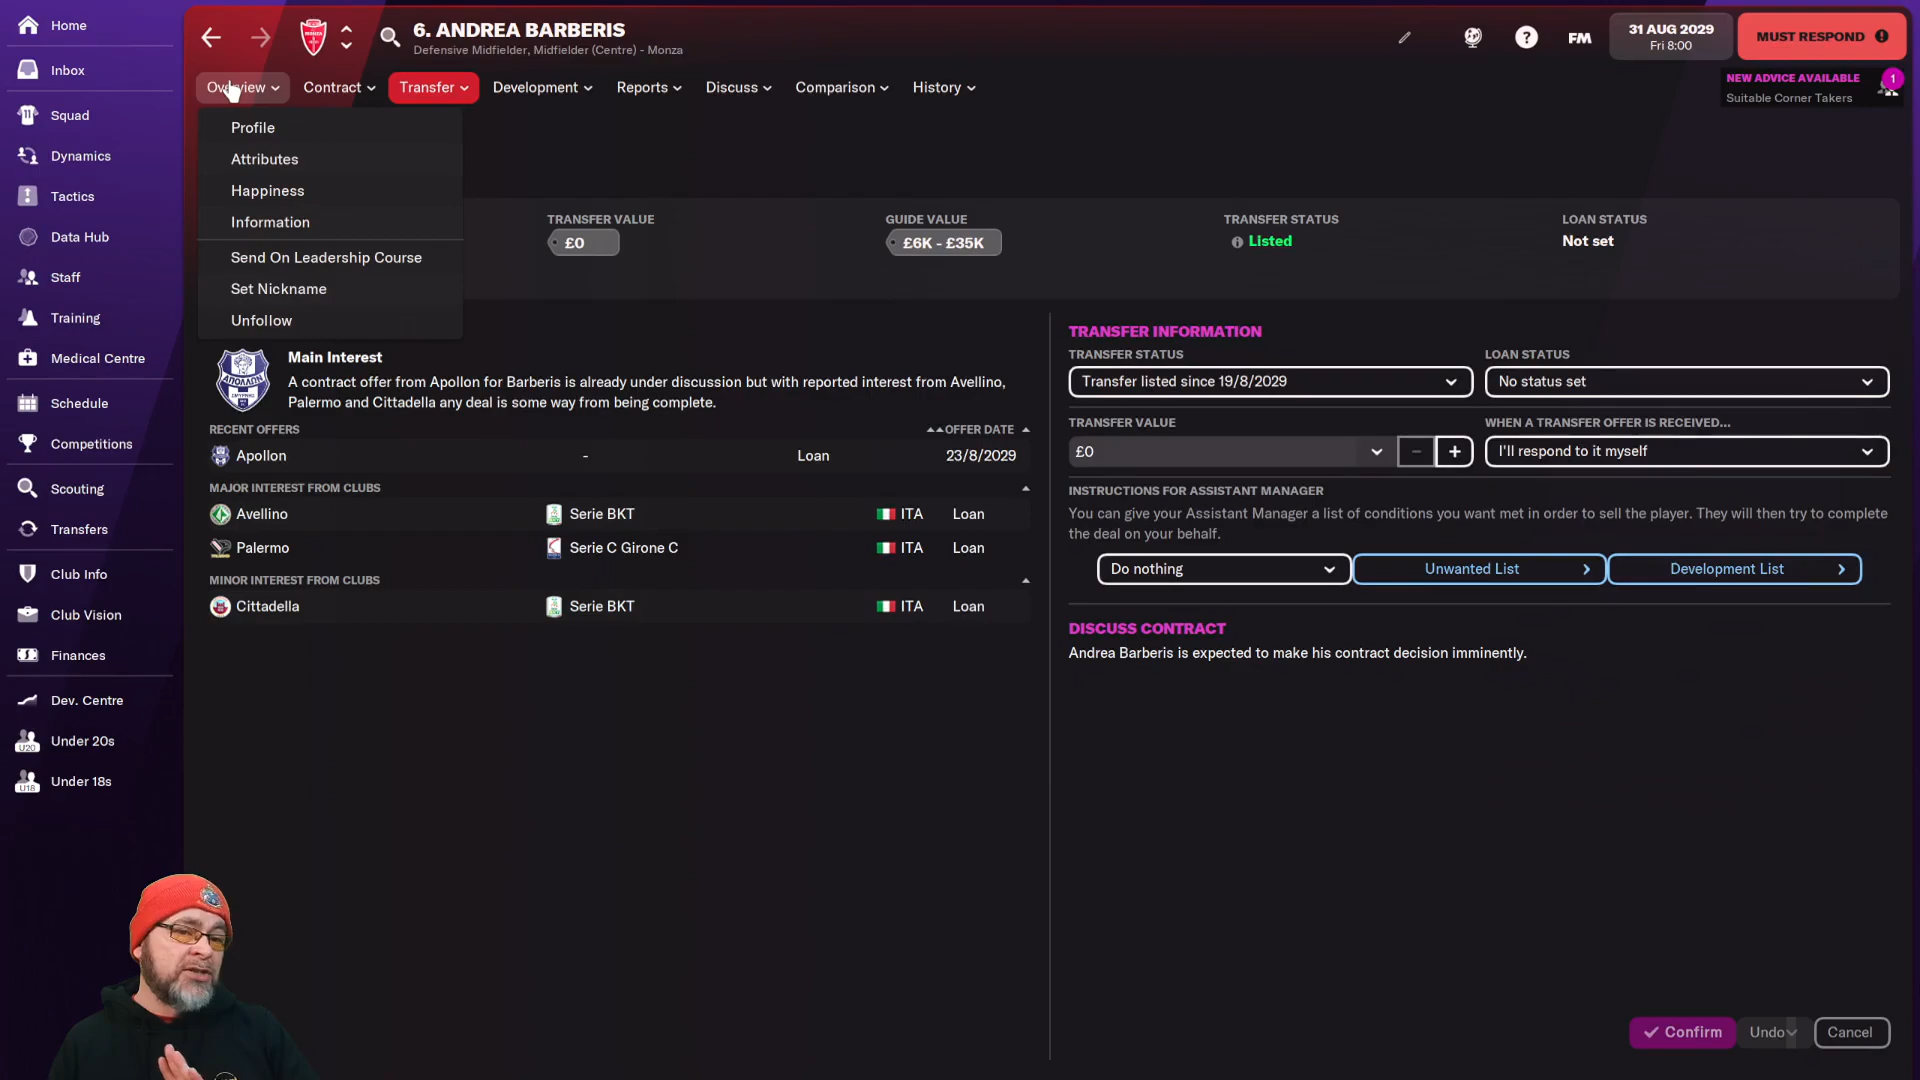 Home
Inbox
Squad
Dynamics
Tactics
Data Hub
Staff
Training
Medical Centre
Schedule
Competitions
Scouting
Transfers
Club Info
Club Vision
Finances
Dev. Centre
U20 Under 20s
U18 Under 18s
6. ANDREA BARBERIS
Defensive Midfielder, Midfielder (Centre) - Monza
FM
31 AUG 2029
Fri 8:00
MUST RESPOND
Overview Contract Transfer Development Reports Discuss Comparison History
NEW ADVICE AVAILABLE 1
Suitable Corner Takers
Profile
Attributes
Happiness
Information
Send On Leadership Course
Set Nickname
Unfollow
TRANSFER VALUE
£0
GUIDE VALUE
£6K - £35K
TRANSFER STATUS
Listed
LOAN STATUS
Not set
Main Interest
A contract offer from Apollon for Barberis is already under discussion but with reported interest from Avellino,
Palermo and Cittadella any deal is some way from being complete.
RECENT OFFERS OFFER DATE
Apollon - Loan 23/8/2029
MAJOR INTEREST FROM CLUBS
Avellino Serie BKT ITA Loan
Palermo Serie C Girone C ITA Loan
MINOR INTEREST FROM CLUBS
Cittadella Serie BKT ITA Loan
TRANSFER INFORMATION
TRANSFER STATUS LOAN STATUS
Transfer listed since 19/8/2029 No status set
TRANSFER VALUE WHEN A TRANSFER OFFER IS RECEIVED...
£0 - + I'll respond to it myself
INSTRUCTIONS FOR ASSISTANT MANAGER
You can give your Assistant Manager a list of conditions you want met in order to sell the player. They will then try to complete
the deal on your behalf.
Do nothing Unwanted List Development List
DISCUSS CONTRACT
Andrea Barberis is expected to make his contract decision imminently.
Confirm Undo Cancel